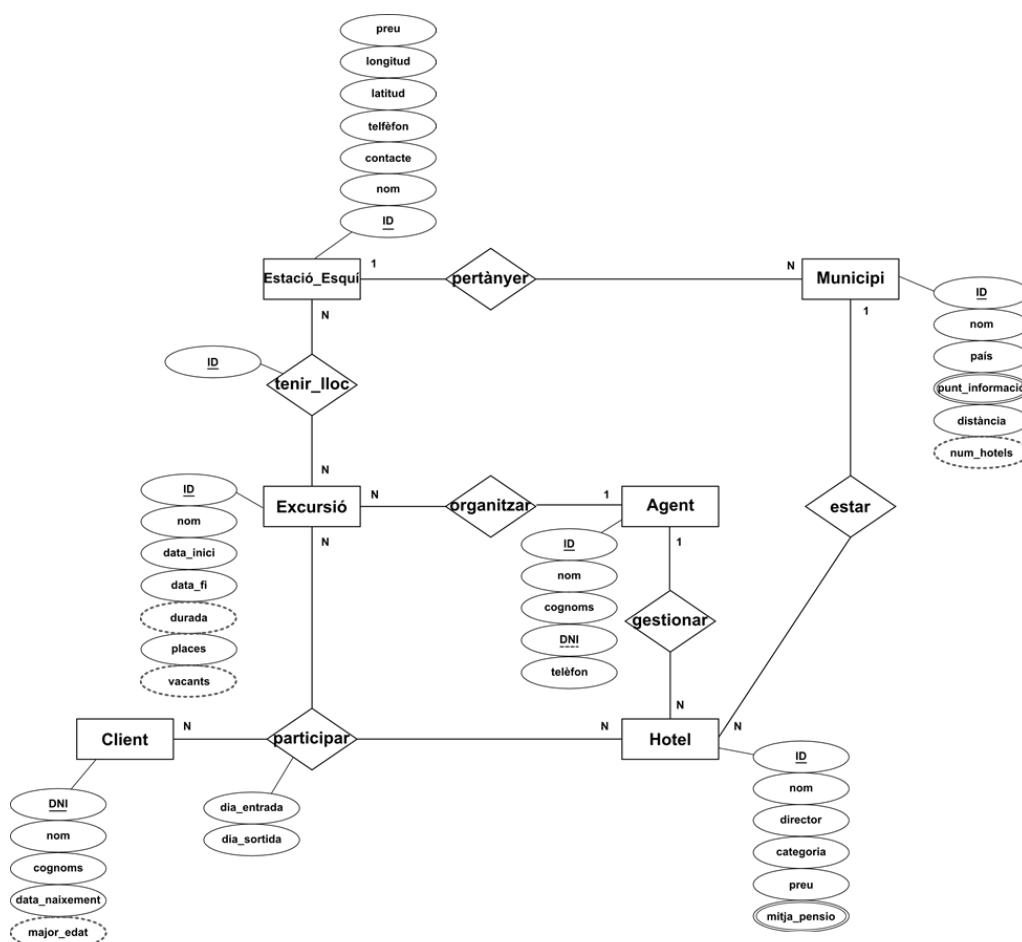 preu
longitud
latitud
telfèfon
contacte
nom
ID
Estació_Esquí
1
pertànyer
N
Municipi
N
1
ID
nom
país
punt_informació
distància
num_hotels
ID
tenir_lloc
N
ID
nom
data_inici
data_fi
durada
places
vacants
Excursió
N
organitzar
1
Agent
N
1
ID
nom
cognoms
DNI
telèfon
gestionar
estar
N
N
Client
N
participar
N
Hotel
DNI
nom
cognoms
data_naixement
major_edat
dia_entrada
dia_sortida
ID
nom
director
categoria
preu
mitja_pensio